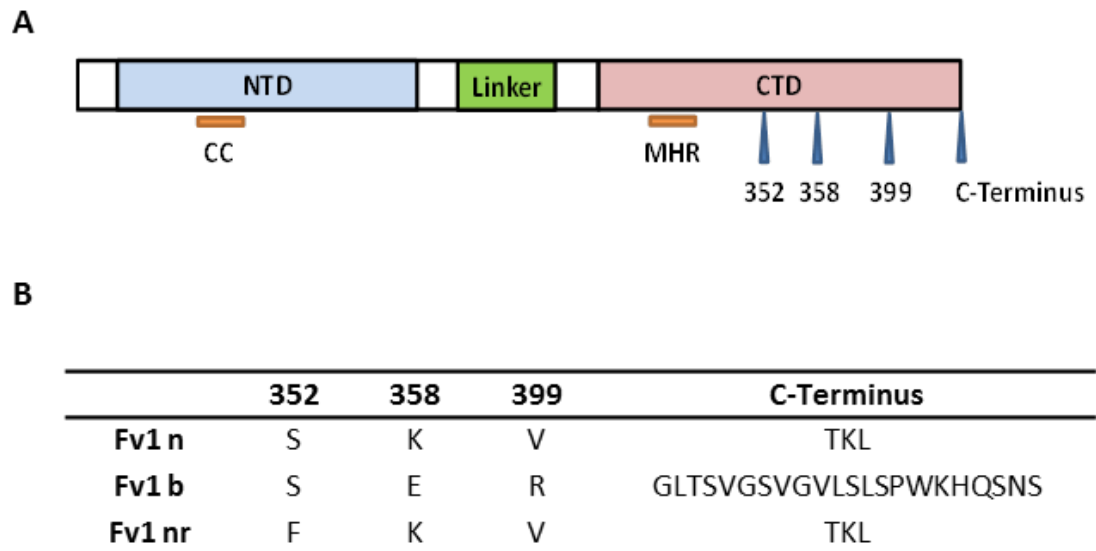 A
NTD Linker CTD
CC MHR
352 358 399 C-Terminus
B
352 358 399 C-Terminus
Fv1 n S K V TKL
Fv1 b S E R GLTSVGSVGVLSLSPWKHQSNS
Fv1 nr F K V TKL